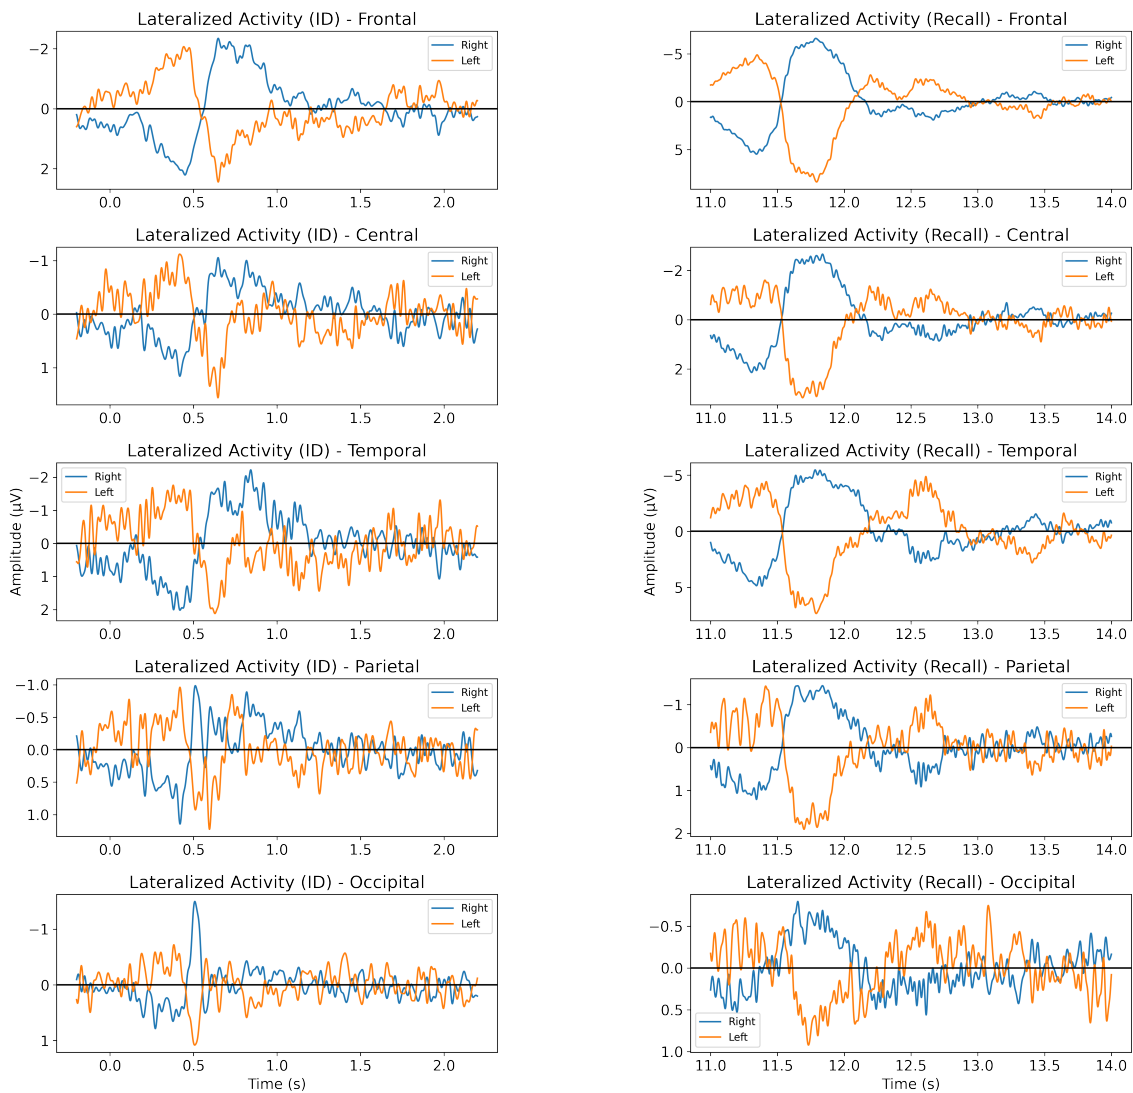 Lateralized Activity (ID) - Frontal
−2
0
2
Right
Left
0.0 0.5 1.0 1.5 2.0
Lateralized Activity (Recall) - Frontal
−5
0
5
Right
Left
11.0 11.5 12.0 12.5 13.0 13.5 14.0
Lateralized Activity (ID) - Central
−1
0
1
Right
Left
0.0 0.5 1.0 1.5 2.0
Lateralized Activity (Recall) - Central
−2
0
2
Right
Left
11.0 11.5 12.0 12.5 13.0 13.5 14.0
Lateralized Activity (ID) - Temporal
Amplitude (μV)
−2
−1
0
1
2
Right
Left
0.0 0.5 1.0 1.5 2.0
Lateralized Activity (Recall) - Temporal
Amplitude (μV)
−5
0
5
Right
Left
11.0 11.5 12.0 12.5 13.0 13.5 14.0
Lateralized Activity (ID) - Parietal
−1.0
−0.5
0.0
0.5
1.0
Right
Left
0.0 0.5 1.0 1.5 2.0
Lateralized Activity (Recall) - Parietal
−1
0
1
2
Right
Left
11.0 11.5 12.0 12.5 13.0 13.5 14.0
Lateralized Activity (ID) - Occipital
−1
0
1
Right
Left
0.0 0.5 1.0 1.5 2.0
Time (s)
Lateralized Activity (Recall) - Occipital
−0.5
0.0
0.5
1.0
Right
Left
11.0 11.5 12.0 12.5 13.0 13.5 14.0
Time (s)